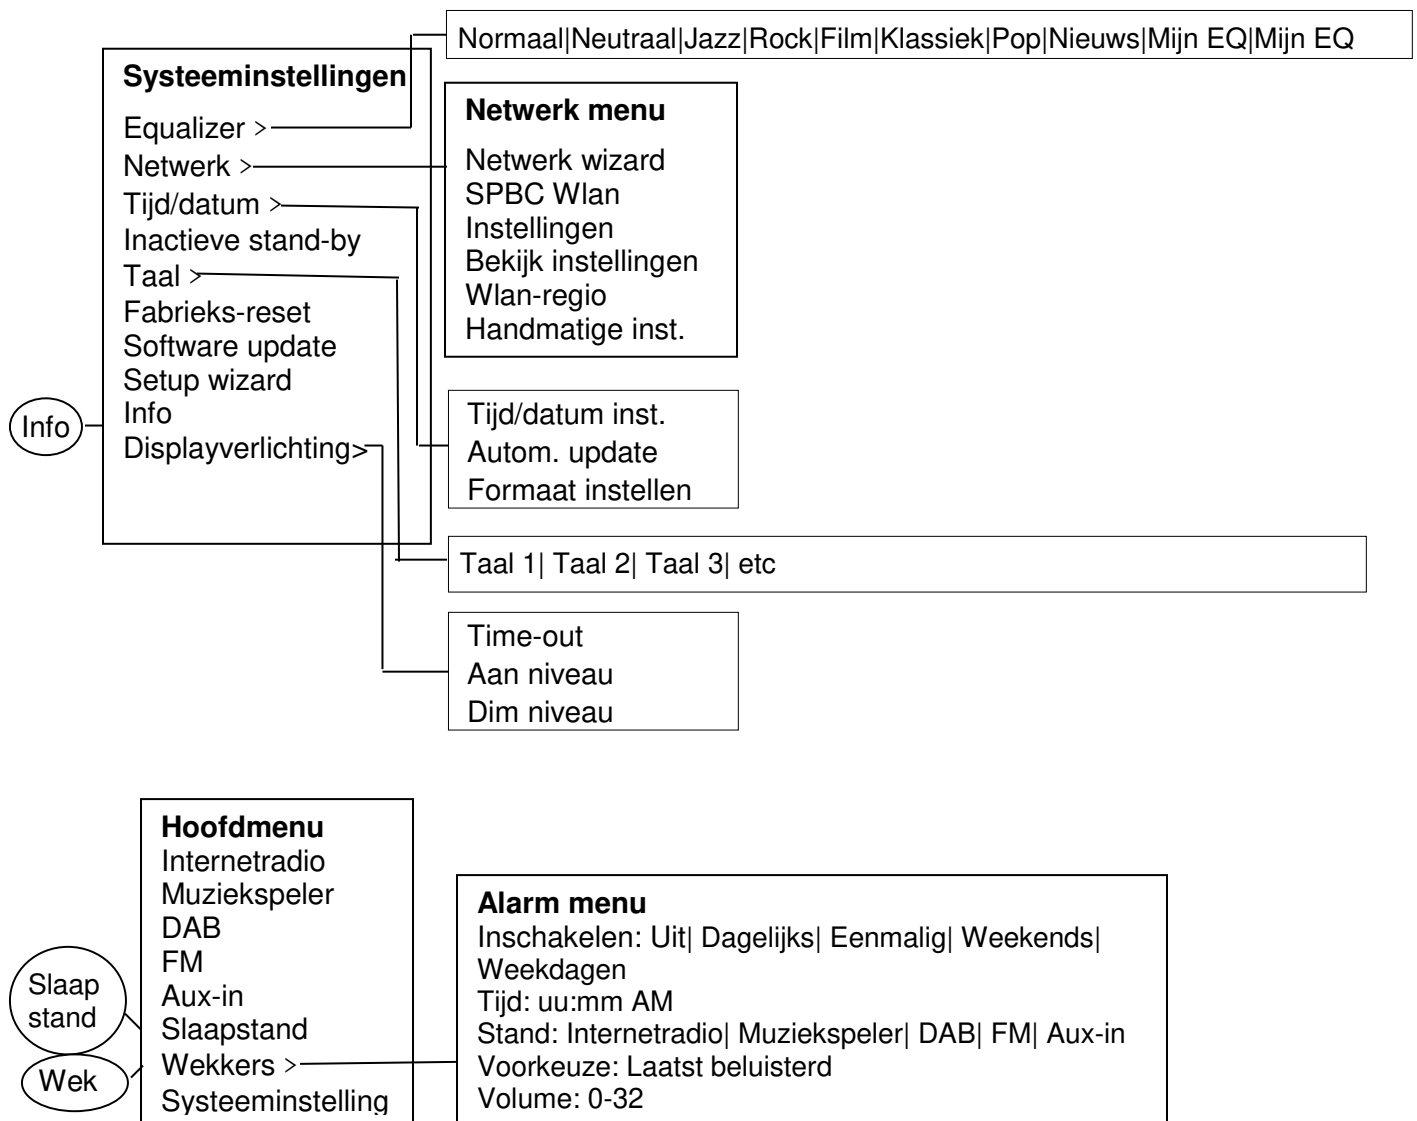 Normaal|Neutraal|Jazz|Rock|Film|Klassiek|Pop|Nieuws|Mijn EQ|Mijn EQ
Systeeminstellingen
Equalizer >
Netwerk >
Tijd/datum >
Inactieve stand-by
Taal >
Fabrieks-reset
Software update
Setup wizard
Info
Displayverlichting>
Info
Netwerk menu
Netwerk wizard
SPBC Wlan
Instellingen
Bekijk instellingen
Wlan-regio
Handmatige inst.
Tijd/datum inst.
Autom. update
Formaat instellen
Taal 1| Taal 2| Taal 3| etc
Time-out
Aan niveau
Dim niveau
Hoofdmenu
Internetradio
Muziekspeler
DAB
FM
Aux-in
Slaapstand
Wekkers >
Systeeminstelling
Slaap
stand
Wek
Alarm menu
Inschakelen: Uit| Dagelijks| Eenmalig| Weekends|
Weekdagen
Tijd: uu:mm AM
Stand: Internetradio| Muziekspeler| DAB| FM| Aux-in
Voorkeuze: Laatst beluisterd
Volume: 0-32